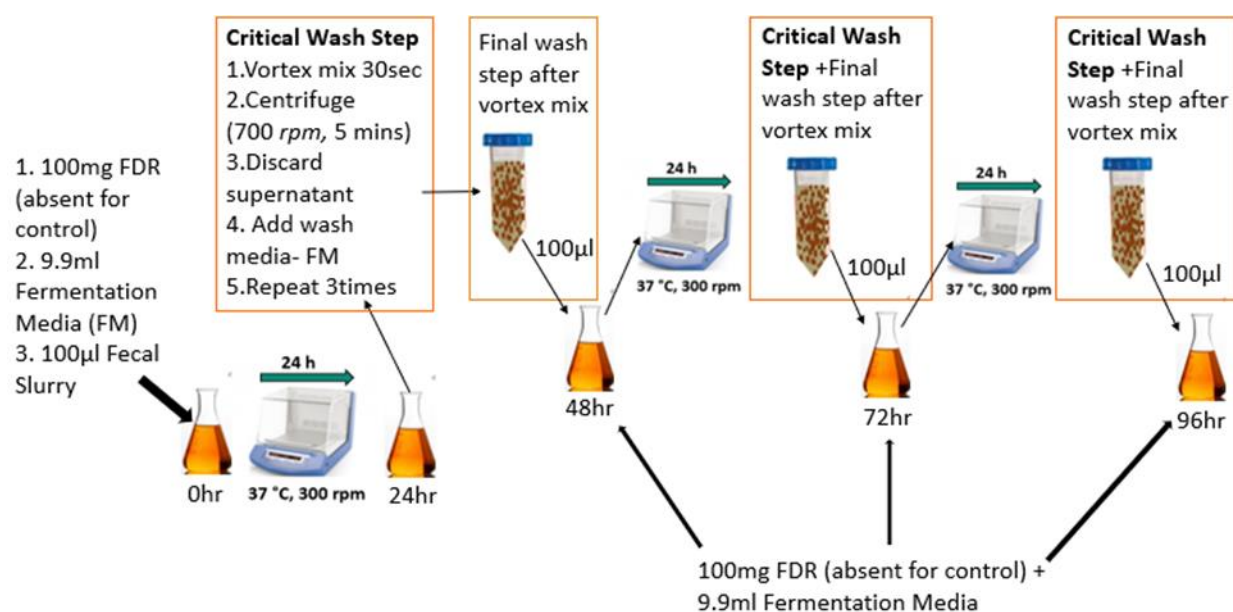 1. 100mg FDR
(absent for
control)
2. 9.9ml
Fermentation
Media (FM)
3. 100µl Fecal
Slurry
0hr
24 h
37 °C, 300 rpm
24hr
Critical Wash Step
1.Vortex mix 30sec
2.Centrifuge
(700 rpm, 5 mins)
3.Discard
supernatant
4. Add wash
media- FM
5.Repeat 3times
Final wash
step after
vortex mix
100µl
48hr
24 h
37 °C, 300 rpm
Critical Wash
Step +Final
wash step after
vortex mix
100µl
72hr
24 h
37 °C, 300 rpm
Critical Wash
Step +Final
wash step after
vortex mix
100µl
96hr
100mg FDR (absent for control) +
9.9ml Fermentation Media